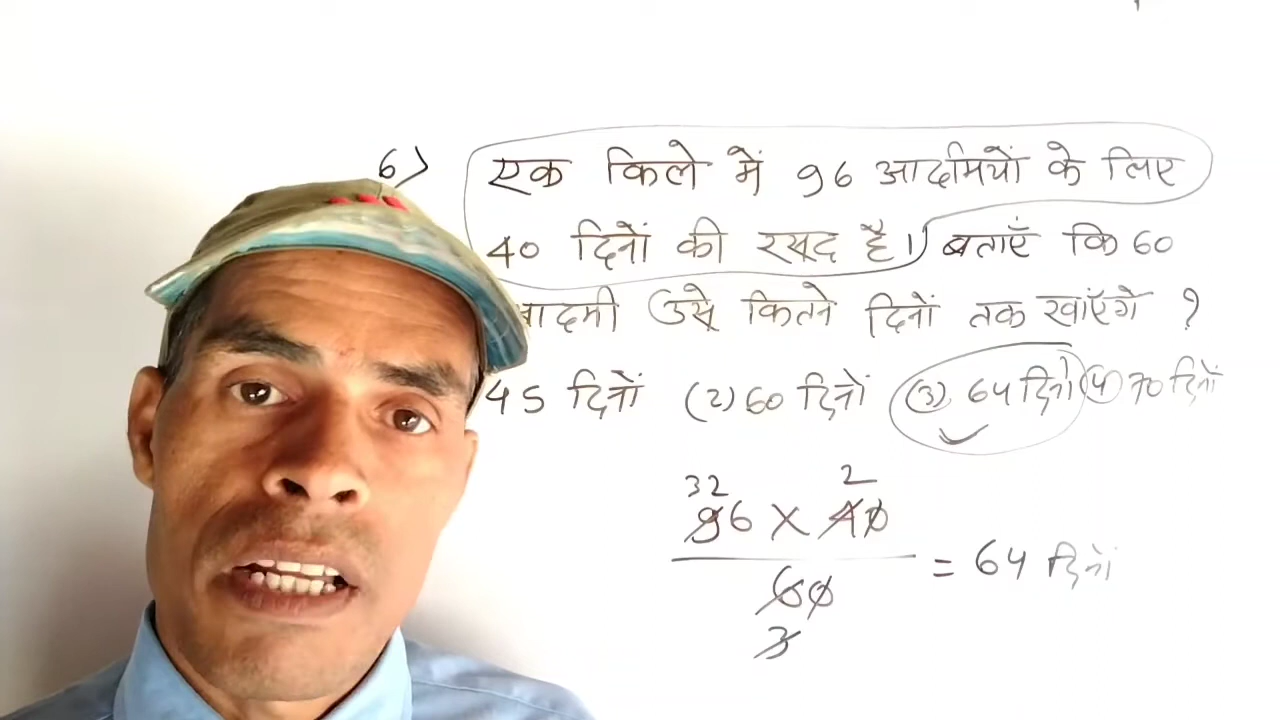 6) एक किले में 96 आदमियों के लिए
40 दिनों की रसद है। बताएँ कि 60
आदमी उसे कितने दिनों तक खाएँगे ?
45 दिनों (2) 60 दिनों (3) 64 दिनों (4) 70 दिनों
32 2
96 × 40
= 64 दिनों
60
3